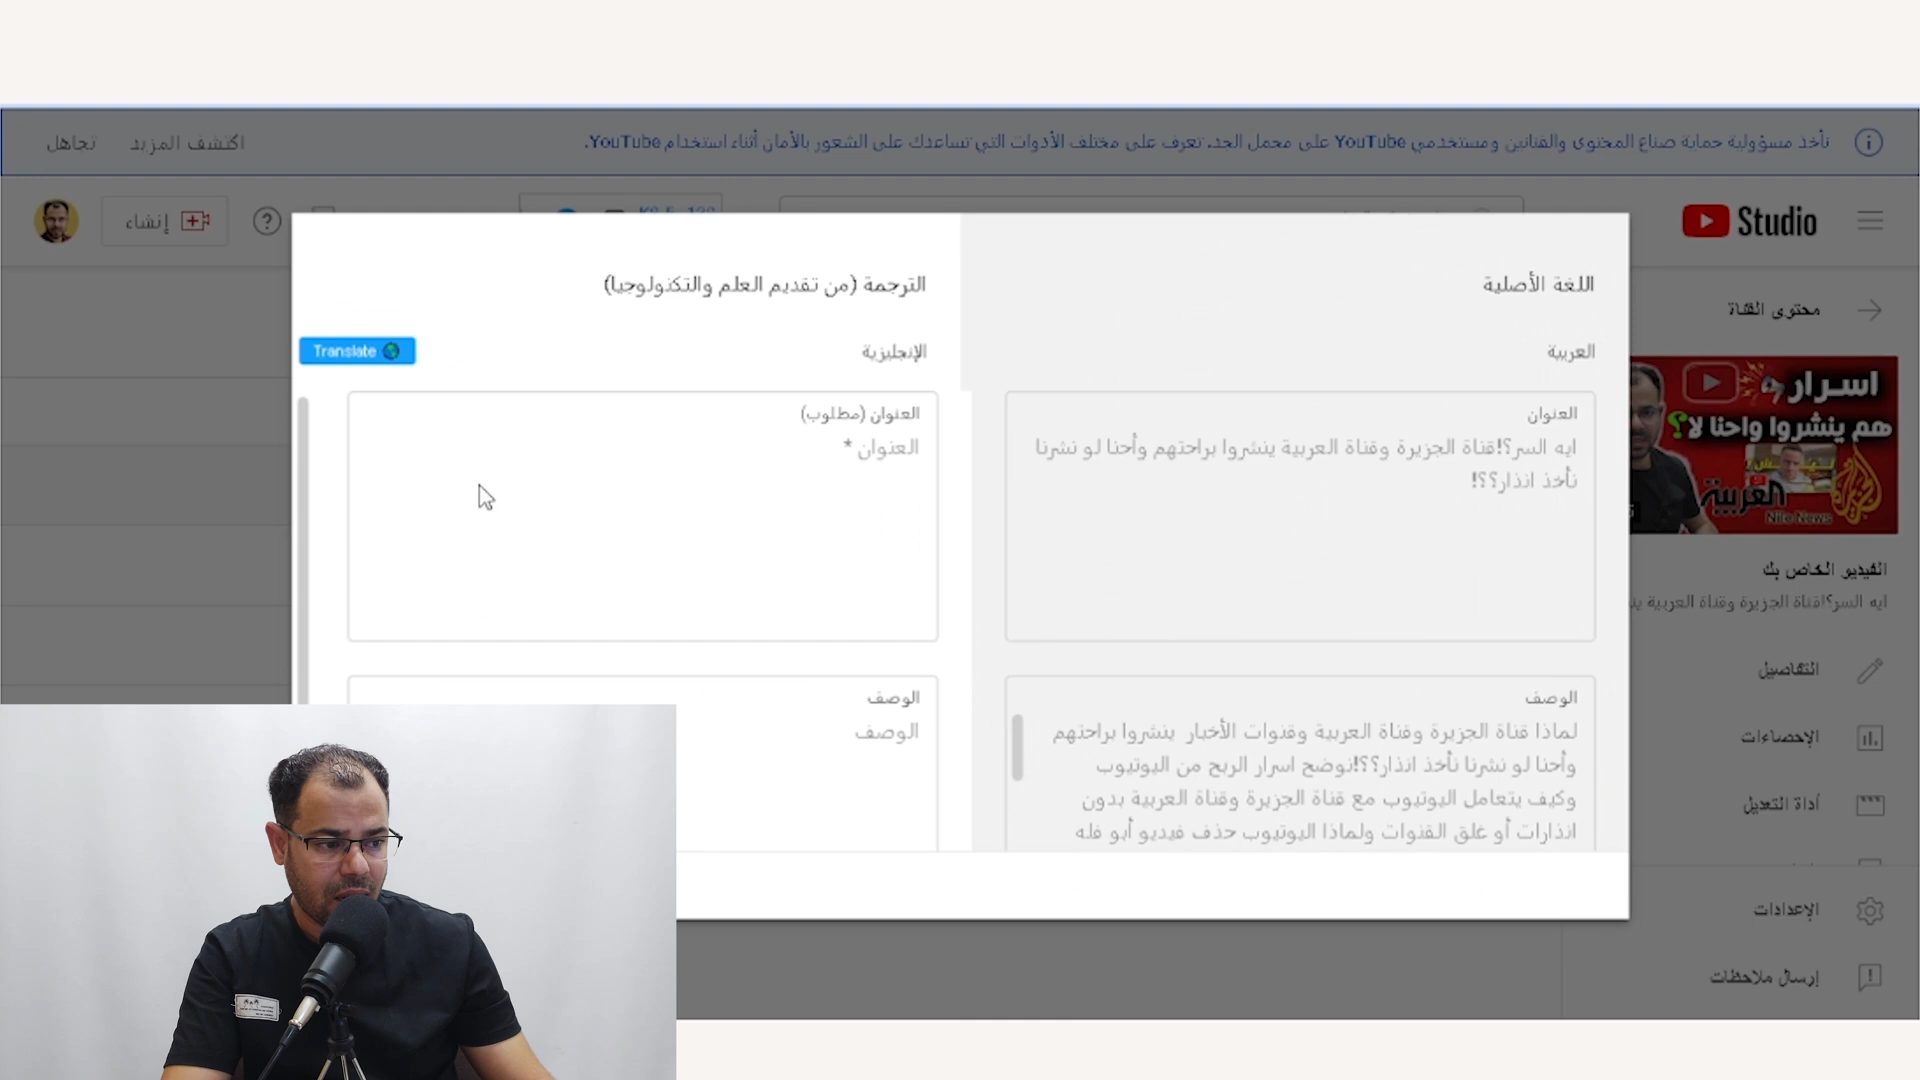 نأخذ مسؤولية حماية صناع المحتوى والفنانين ومستخدمي YouTube على محمل الجد. تعرف على مختلف الأدوات التي تساعدك على الشعور بالأمان أثناء استخدام YouTube.
اكتشف المزيد
تجاهل
Studio
إنشاء
محتوى القناة
اسرار
هم ينشروا واحنا لا؟
العربية
Nile News
الفيديو الخاص بك
ايه السر؟!قناة الجزيرة وقناة العربية
التفاصيل
الإحصاءات
أداة التعديل
الإعدادات
إرسال ملاحظات
اللغة الأصلية
العربية
العنوان
ايه السر؟!قناة الجزيرة وقناة العربية ينشروا براحتهم وأحنا لو نشرنا
نأخذ انذار؟؟!
الوصف
لماذا قناة الجزيرة وقناة العربية وقنوات الأخبار ينشروا براحتهم
وأحنا لو نشرنا نأخذ انذار؟؟!نوضح اسرار الربح من اليوتيوب
وكيف يتعامل اليوتيوب مع قناة الجزيرة وقناة العربية بدون
انذارات أو غلق القنوات ولماذا اليوتيوب حذف فيديو أبو فله
الترجمة (من تقديم العلم والتكنولوجيا)
الإنجليزية
Translate
العنوان (مطلوب)
العنوان *
الوصف
الوصف